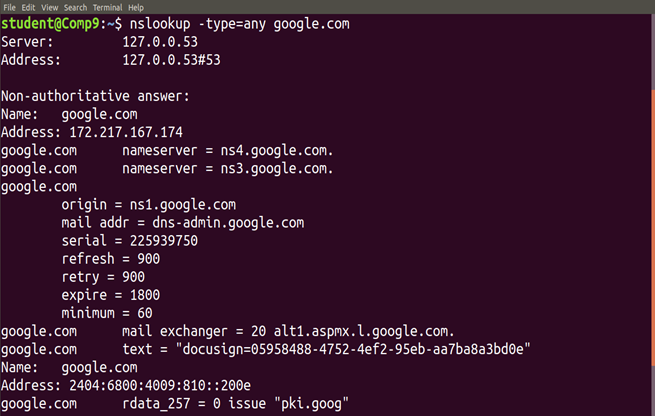 File Edit View Search Terminal Help
student@Comp9:~$ nslookup -type=any google.com
Server: 127.0.0.53
Address: 127.0.0.53#53
Non-authoritative answer:
Name: google.com
Address: 172.217.167.174
google.com nameserver = ns4.google.com.
google.com nameserver = ns3.google.com.
google.com
origin = ns1.google.com
mail addr = dns-admin.google.com
serial = 225939750
refresh = 900
retry = 900
expire = 1800
minimum = 60
google.com mail exchanger = 20 alt1.aspmx.l.google.com.
google.com text = "docusign=05958488-4752-4ef2-95eb-aa7ba8a3bd0e"
Name: google.com
Address: 2404:6800:4009:810::200e
google.com rdata_257 = 0 issue "pki.goog"